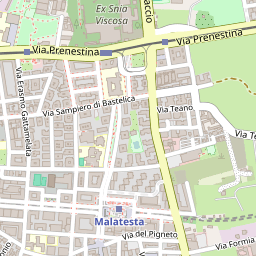 Ex Snia
Viscosa
Via Prenestina
Via Prenestina
Via Erasmo Gattamelata
Via Sampiero di Bastelica
Via Teano
Malatesta
Via del Pigneto
Via Formia